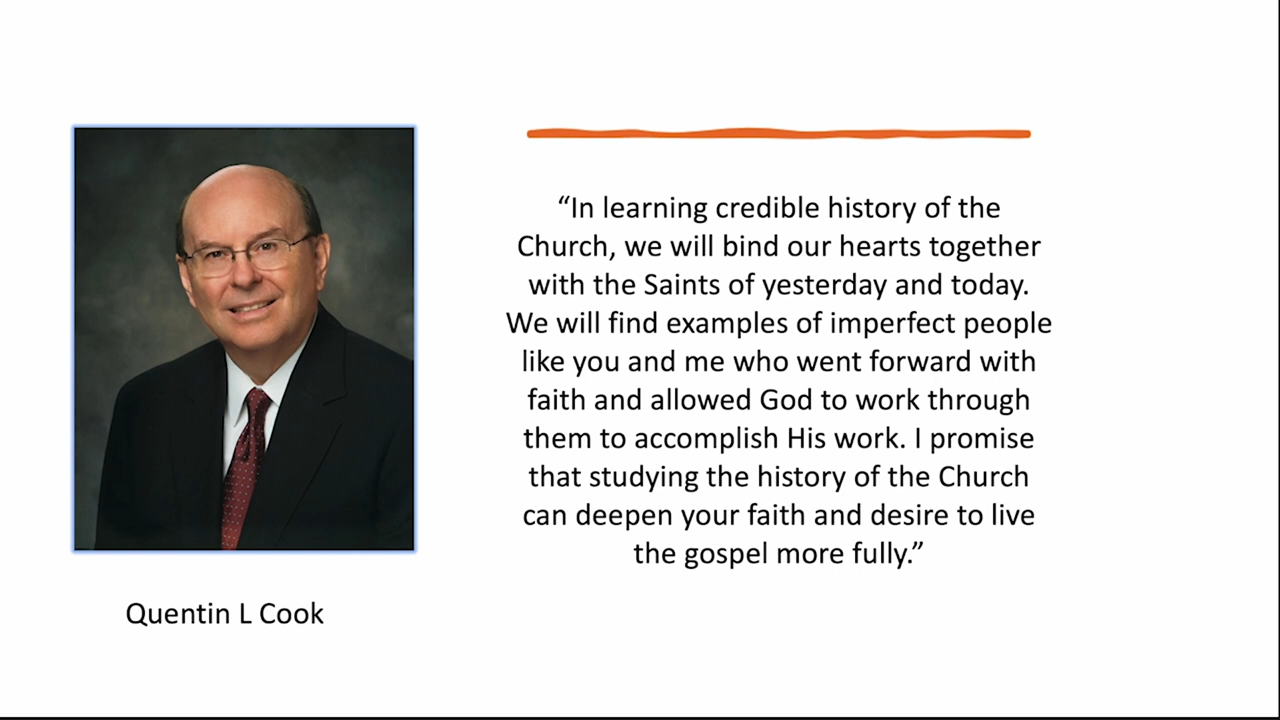 “In learning credible history of the
Church, we will bind our hearts together
with the Saints of yesterday and today.
We will find examples of imperfect people
like you and me who went forward with
faith and allowed God to work through
them to accomplish His work. I promise
that studying the history of the Church
can deepen your faith and desire to live
the gospel more fully.”
Quentin L Cook